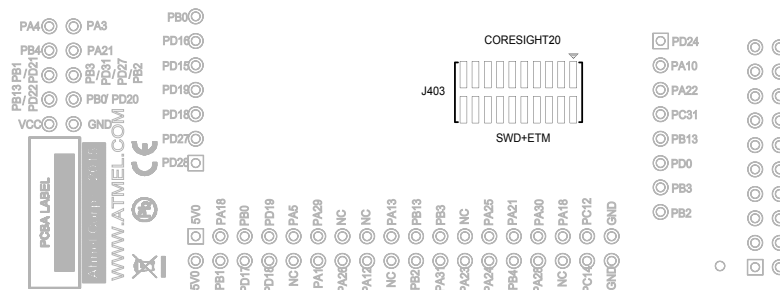 PA4 PA3
PB4 PA21
PB1
/PD21
PB3
/PD31
/PD27
/PB2
PB13
/PD22
PB0/ PD20
VCC GND
PB0
PD16
PD15
PD19
PD18
PD27
PD28
PCBA LABEL
WWW.ATMEL.COM
Pb
CORESIGHT20
J403
SWD+ETM
PD24
PA10
PA22
PC31
PB13
PD0
PB3
PB2
5V0 PA18 PB0 PD19 PA5 PA29 NC NC PA13 PB13 PB3 NC PA25 PA21 PA30 PA18 PC12 GND
5V0 PB1 PD17 PD18 NC PA1 PA26 PA12 NC PB2 PA31 PA23 PA24 PB4 PA28 NC PC14 GND